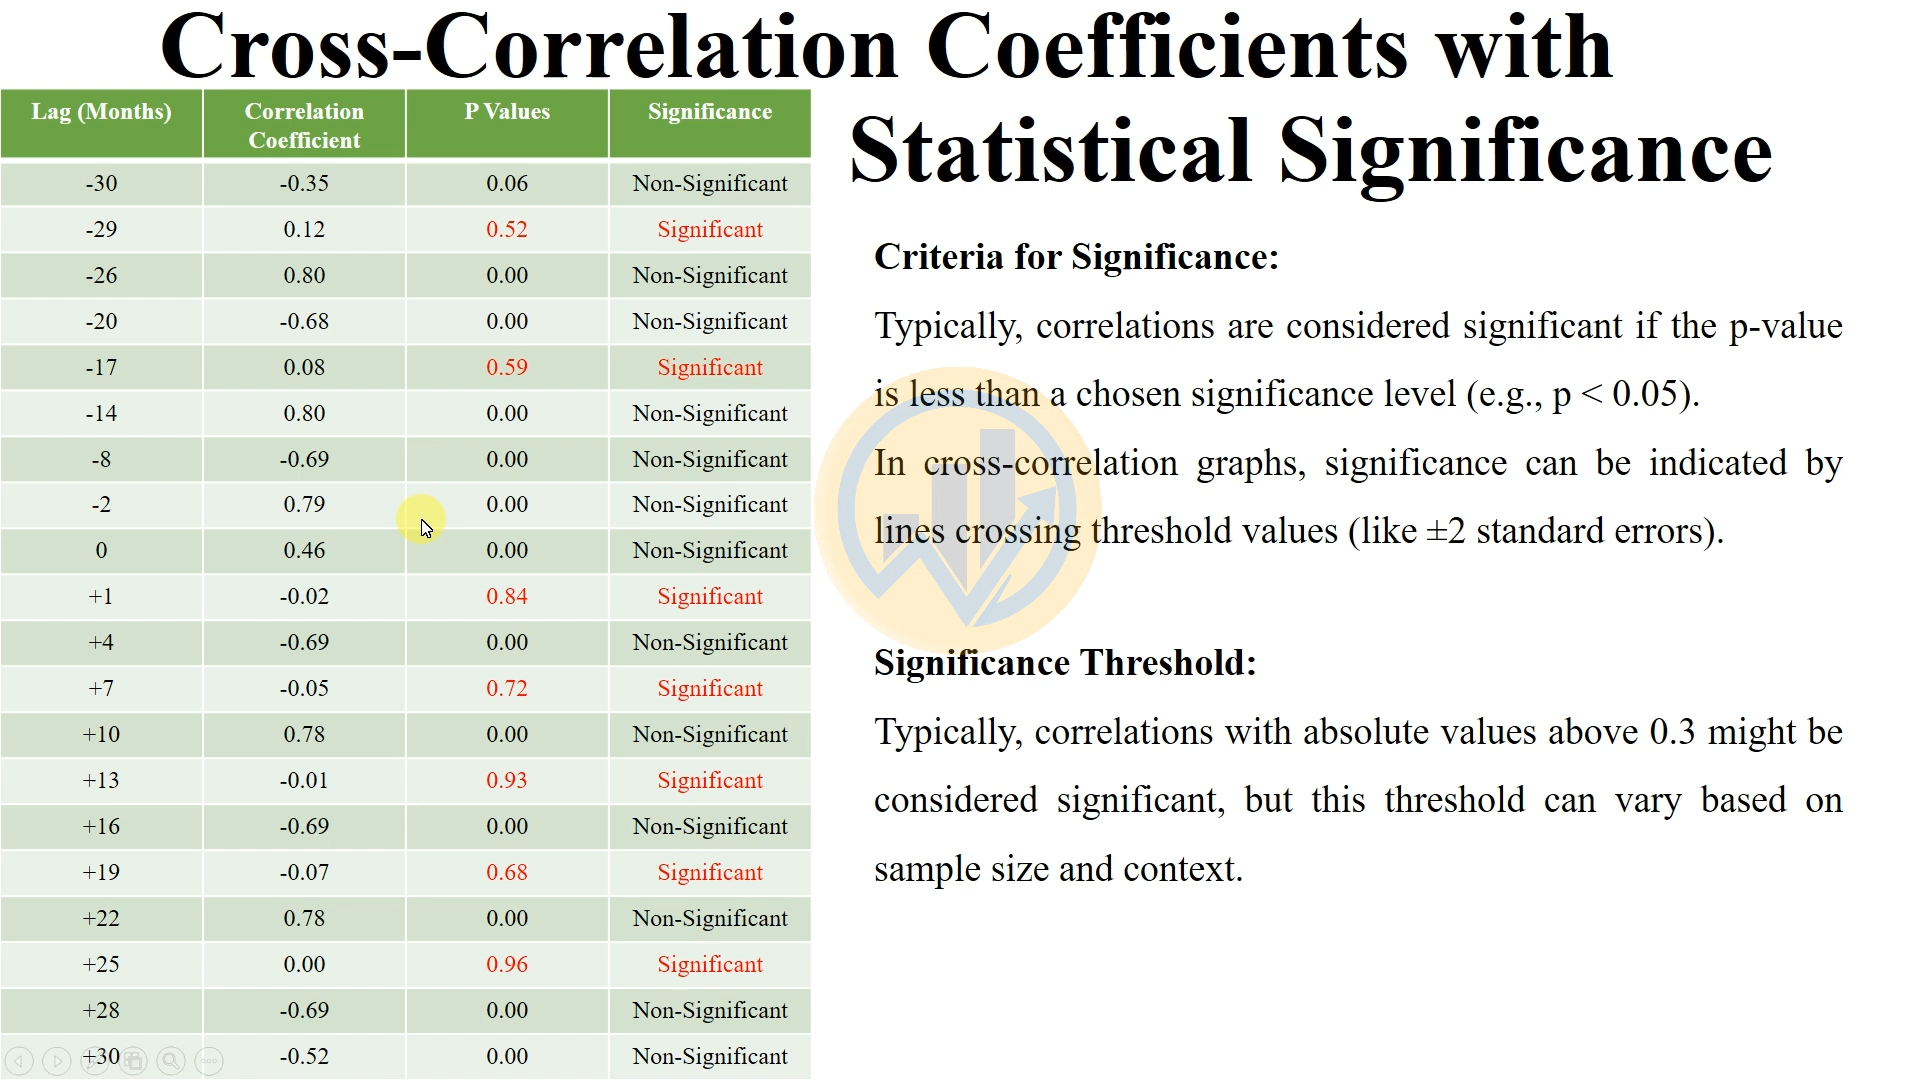 Cross-Correlation Coefficients with
Statistical Significance
Lag (Months) Correlation Coefficient P Values Significance
-30 -0.35 0.06 Non-Significant
-29 0.12 0.52 Significant
-26 0.80 0.00 Non-Significant
-20 -0.68 0.00 Non-Significant
-17 0.08 0.59 Significant
-14 0.80 0.00 Non-Significant
-8 -0.69 0.00 Non-Significant
-2 0.79 0.00 Non-Significant
0 0.46 0.00 Non-Significant
+1 -0.02 0.84 Significant
+4 -0.69 0.00 Non-Significant
+7 -0.05 0.72 Significant
+10 0.78 0.00 Non-Significant
+13 -0.01 0.93 Significant
+16 -0.69 0.00 Non-Significant
+19 -0.07 0.68 Significant
+22 0.78 0.00 Non-Significant
+25 0.00 0.96 Significant
+28 -0.69 0.00 Non-Significant
+30 -0.52 0.00 Non-Significant
Criteria for Significance:
Typically, correlations are considered significant if the p-value
is less than a chosen significance level (e.g., p < 0.05).
In cross-correlation graphs, significance can be indicated by
lines crossing threshold values (like ±2 standard errors).
Significance Threshold:
Typically, correlations with absolute values above 0.3 might be
considered significant, but this threshold can vary based on
sample size and context.